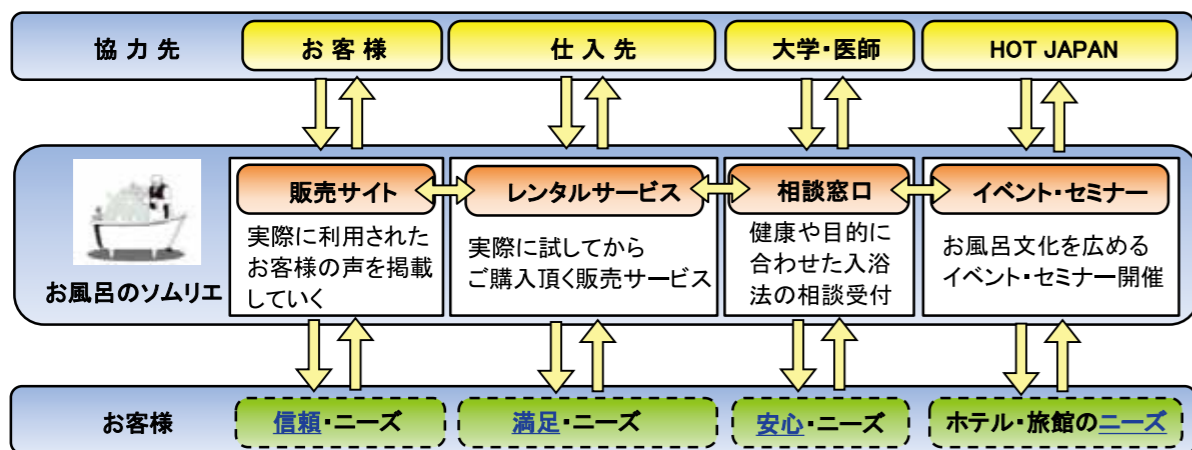 協力先
お客様
仕入先
大学・医師
HOT JAPAN
お風呂のソムリエ
販売サイト
実際に利用された
お客様の声を掲載
していく
レンタルサービス
実際に試してから
ご購入頂く販売サービス
相談窓口
健康や目的に
合わせた入浴
法の相談受付
イベント・セミナー
お風呂文化を広める
イベント・セミナー開催
お客様
信頼・ニーズ
満足・ニーズ
安心・ニーズ
ホテル・旅館のニーズ